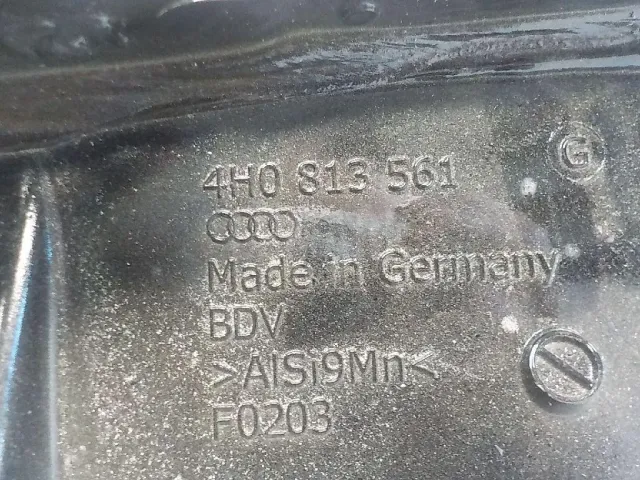 4H0 813 561
G
Made in Germany
BDV
>AlSi9Mn<
F0203